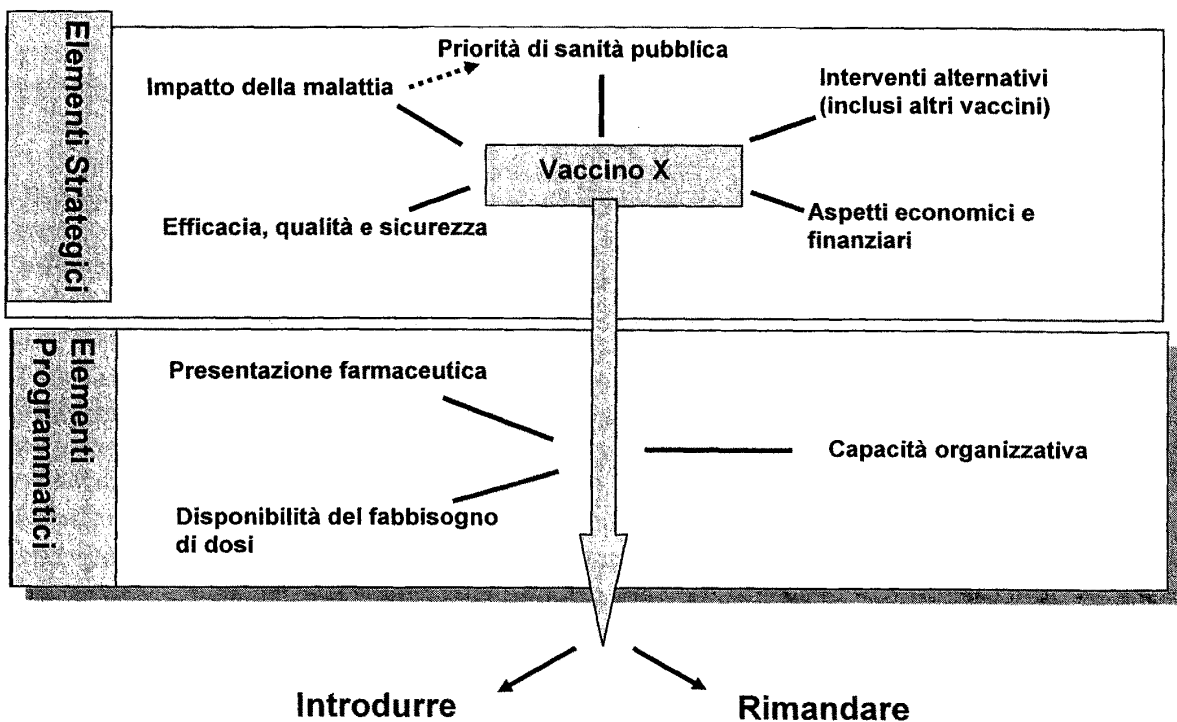 Elementi Strategici
Priorità di sanità pubblica
Impatto della malattia
Interventi alternativi
(inclusi altri vaccini)
Vaccino X
Efficacia, qualità e sicurezza
Aspetti economici e
finanziari
Elementi
Programmatici
Presentazione farmaceutica
Capacità organizzativa
Disponibilità del fabbisogno
di dosi
Introdurre
Rimandare